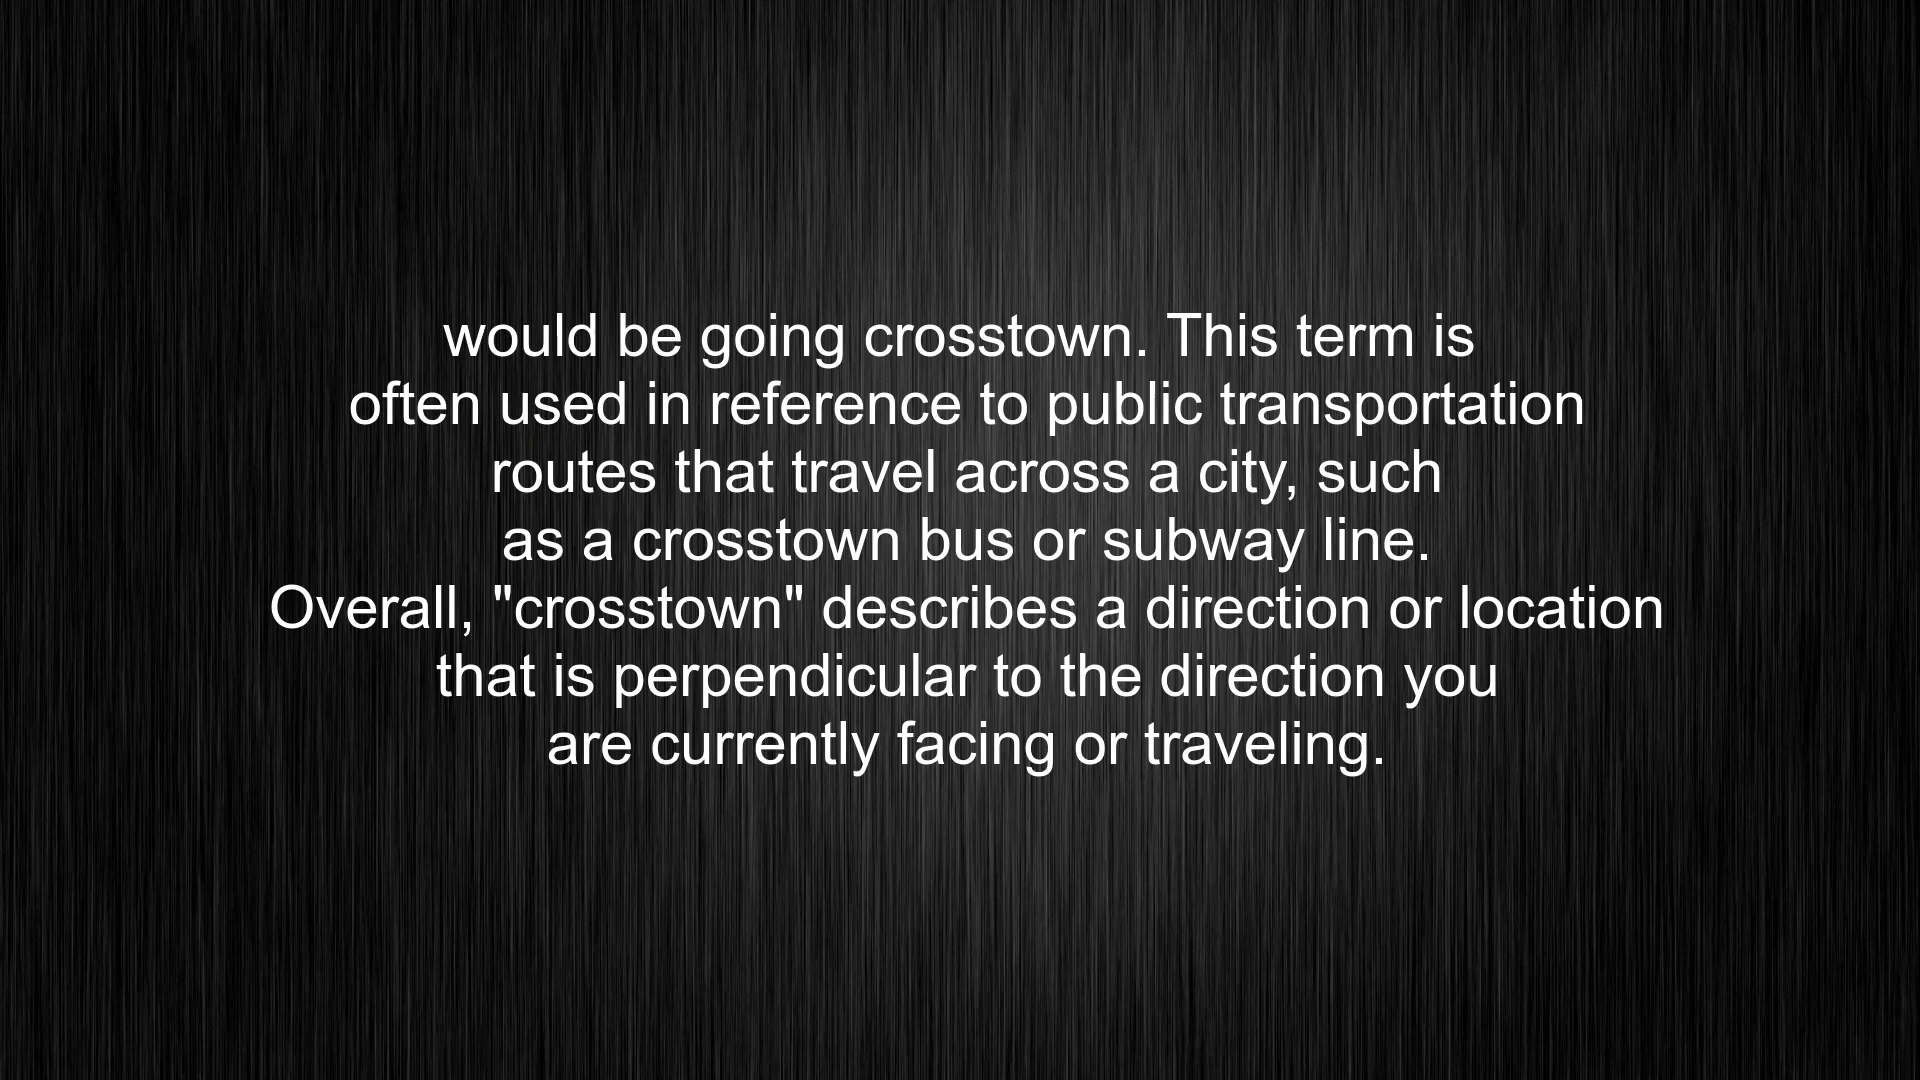 would be going crosstown. This term is
often used in reference to public transportation
routes that travel across a city, such
as a crosstown bus or subway line.
Overall, "crosstown" describes a direction or location
that is perpendicular to the direction you
are currently facing or traveling.